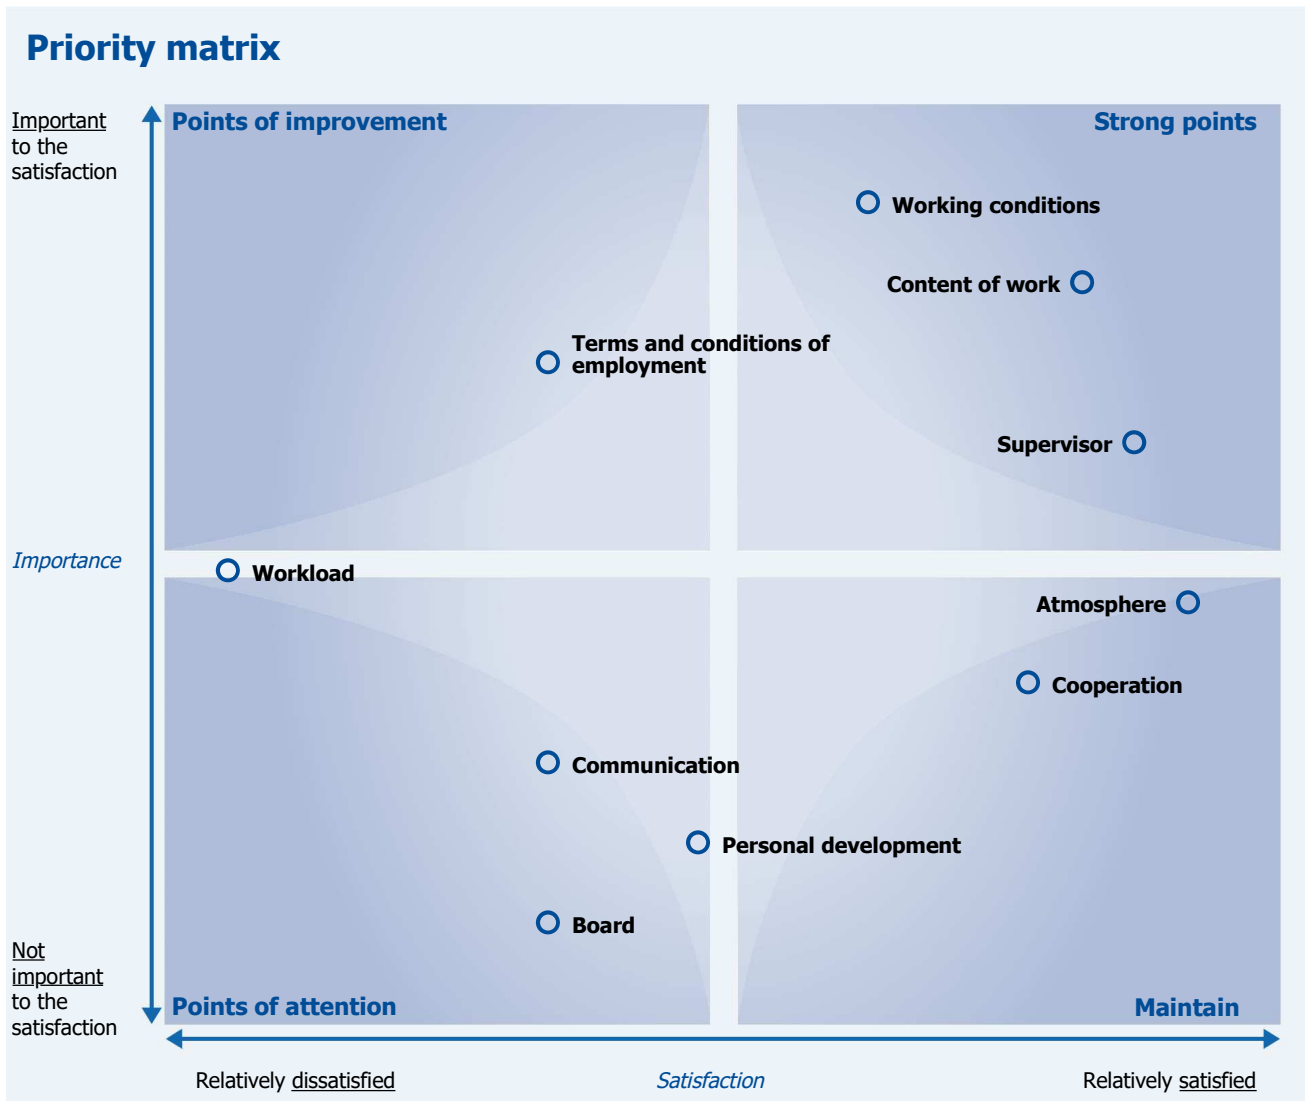 Priority matrix
Important
to the
satisfaction
Points of improvement
Strong points
Working conditions
Content of work
Terms and conditions of
employment
Supervisor
Importance
Workload
Atmosphere
Cooperation
Communication
Personal development
Board
Not
important
to the
satisfaction
Points of attention
Maintain
Relatively dissatisfied
Satisfaction
Relatively satisfied